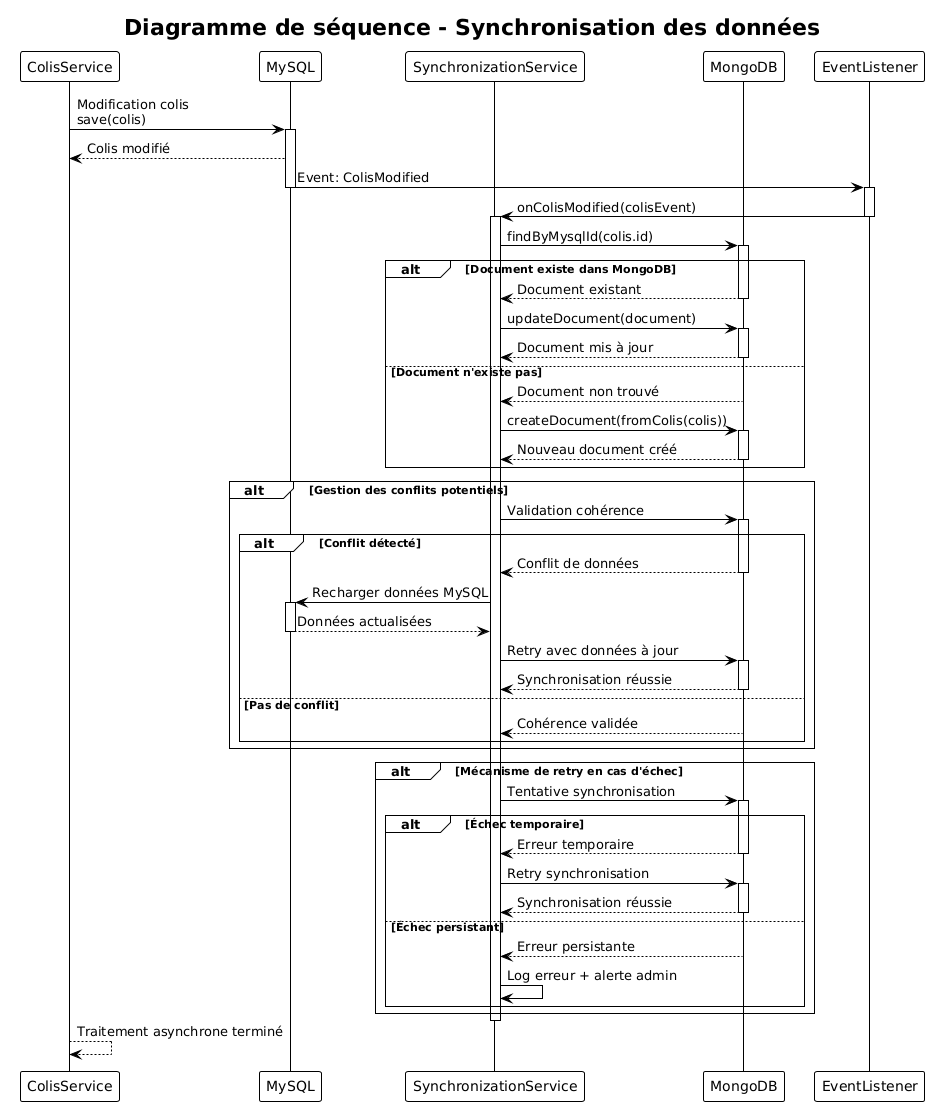 Diagramme de séquence - Synchronisation des données
ColisService
MySQL
SynchronizationService
MongoDB
EventListener
Modification colis
save(colis)
Colis modifié
Event: ColisModified
onColisModified(colisEvent)
findByMysqlId(colis.id)
alt
[Document existe dans MongoDB]
Document existant
updateDocument(document)
Document mis à jour
[Document n'existe pas]
Document non trouvé
createDocument(fromColis(colis))
Nouveau document créé
alt
[Gestion des conflits potentiels]
Validation cohérence
alt
[Conflit détecté]
Conflit de données
Recharger données MySQL
Données actualisées
Retry avec données à jour
Synchronisation réussie
[Pas de conflit]
Cohérence validée
alt
[Mécanisme de retry en cas d'échec]
Tentative synchronisation
alt
[Échec temporaire]
Erreur temporaire
Retry synchronisation
Synchronisation réussie
[Échec persistant]
Erreur persistante
Log erreur + alerte admin
Traitement asynchrone terminé
ColisService
MySQL
SynchronizationService
MongoDB
EventListener